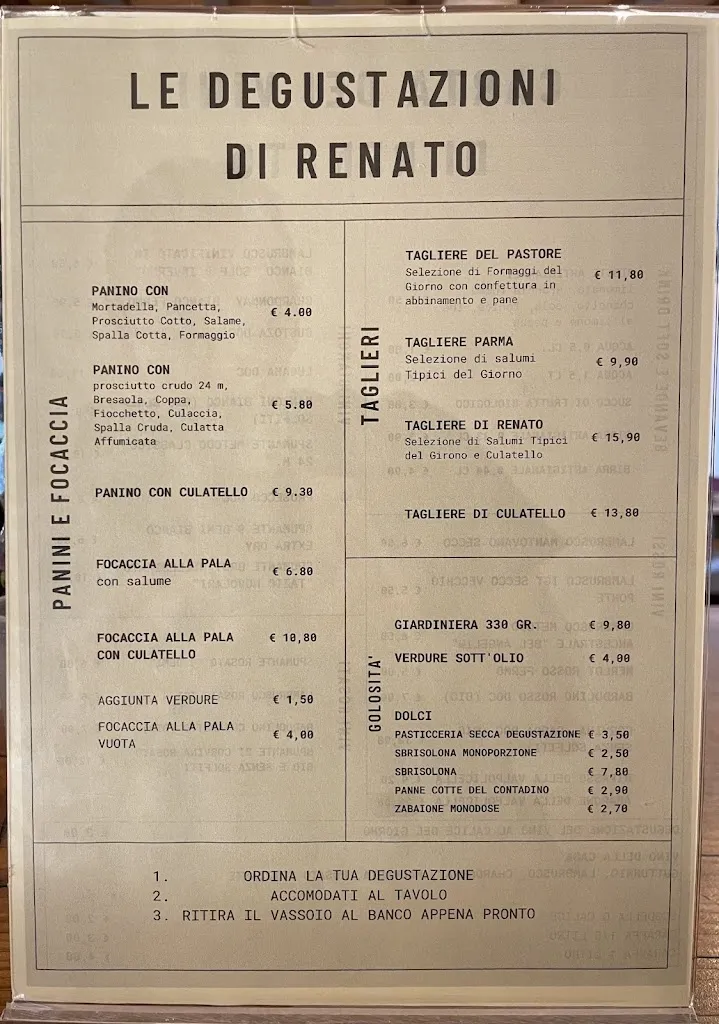 LE DEGUSTAZIONI
DI RENATO
PANINI E FOCACCIA
PANINO CON
Mortadella, Pancetta,
Prosciutto Cotto, Salame,
Spalla Cotta, Formaggio
€ 4.00
PANINO CON
prosciutto crudo 24 m,
Bresaola, Coppa,
Fiocchetto, Culaccia,
Spalla Cruda, Culatta
Affumicata
€ 5.80
PANINO CON CULATELLO € 9.30
FOCACCIA ALLA PALA
con salume
€ 6.80
FOCACCIA ALLA PALA
CON CULATELLO
€ 10,80
AGGIUNTA VERDURE € 1,50
FOCACCIA ALLA PALA
VUOTA
€ 4,00
TAGLIERI
TAGLIERE DEL PASTORE
Selezione di Formaggi del
Giorno con confettura in
abbinamento e pane
€ 11,80
TAGLIERE PARMA
Selezione di salumi
Tipici del Giorno
€ 9,90
TAGLIERE DI RENATO
Selezione di Salumi Tipici
del Girono e Culatello
€ 15,90
TAGLIERE DI CULATELLO € 13,80
GOLOSITA'
GIARDINIERA 330 GR. € 9,80
VERDURE SOTT'OLIO € 4,00
DOLCI
PASTICCERIA SECCA DEGUSTAZIONE € 3,50
SBRISOLONA MONOPORZIONE € 2,50
SBRISOLONA € 7,80
PANNE COTTE DEL CONTADINO € 2,90
ZABAIONE MONODOSE € 2,70
1. ORDINA LA TUA DEGUSTAZIONE
2. ACCOMODATI AL TAVOLO
3. RITIRA IL VASSOIO AL BANCO APPENA PRONTO